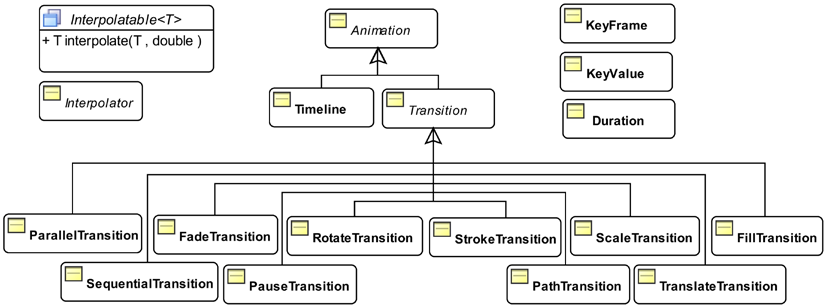 Interpolatable<T>
+ T interpolate(T , double )
Interpolator
Animation
Timeline
Transition
KeyFrame
KeyValue
Duration
ParallelTransition
FadeTransition
RotateTransition
StrokeTransition
ScaleTransition
FillTransition
SequentialTransition
PauseTransition
PathTransition
TranslateTransition